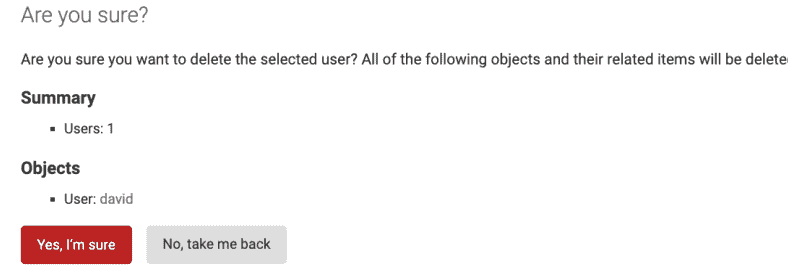 Are you sure?
Are you sure you want to delete the selected user? All of the following objects and their related items will be delete
Summary
Users: 1
Objects
User: david
Yes, I'm sure
No, take me back